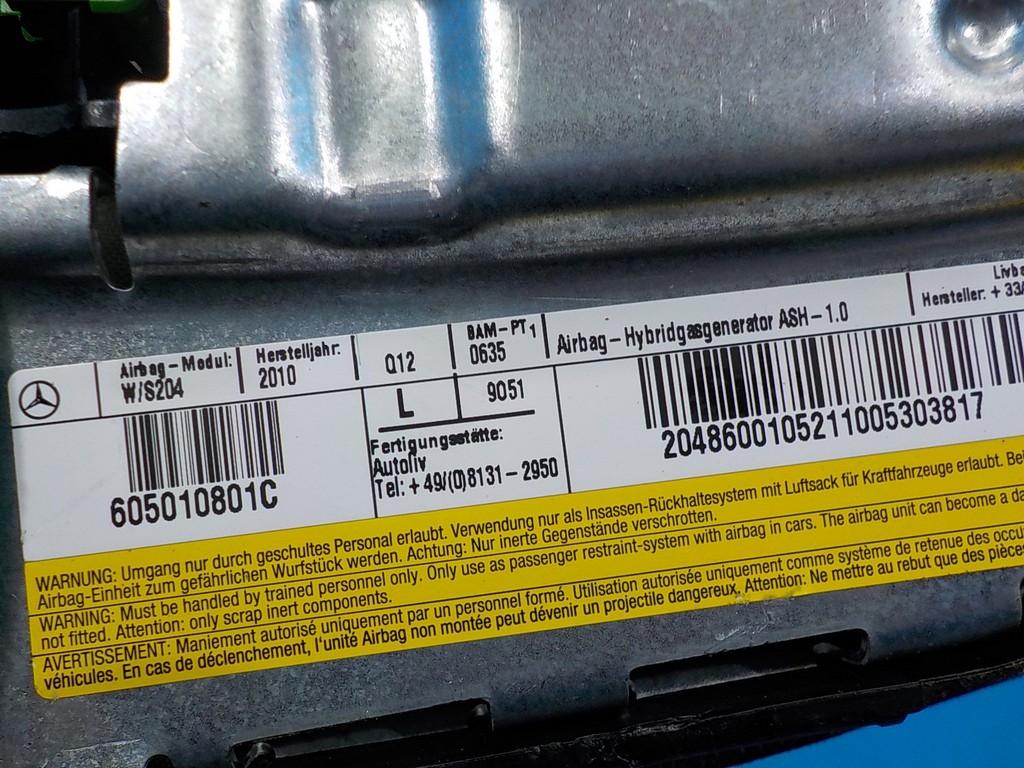 Airbag-Modul:
W/S204
Herstelljahr:
2010
Q12
BAM-PT1
0635
Airbag-Hybridgasgenerator ASH-1.0
Hersteller: +
605010801C
L
9051
Fertigungsstätte:
Autoliv
Tel: +49/(0)8131-2950
2048600105211005303817
WARNUNG: Umgang nur durch geschultes Personal erlaubt. Verwendung nur als Insassen-Rückhaltesystem mit Luftsack für Kraftfahrzeuge erlaubt.
Airbag-Einheit zum gefährlichen Wurfstück werden. Achtung: Nur inerte Gegenstände verschrotten.
WARNING: Must be handled by trained personnel only. Only use as passenger restraint-system with airbag in cars. The airbag unit can become a
not fitted. Attention: only scrap inert components.
AVERTISSEMENT: Maniement autorisé uniquement par un personnel formé. Utilisation autorisée uniquement comme système de retenue des
véhicules. En cas de déclenchement, l'unité Airbag non montée peut dévenir un projectile dangereux. Attention: Ne mettre au rebut que des pièces